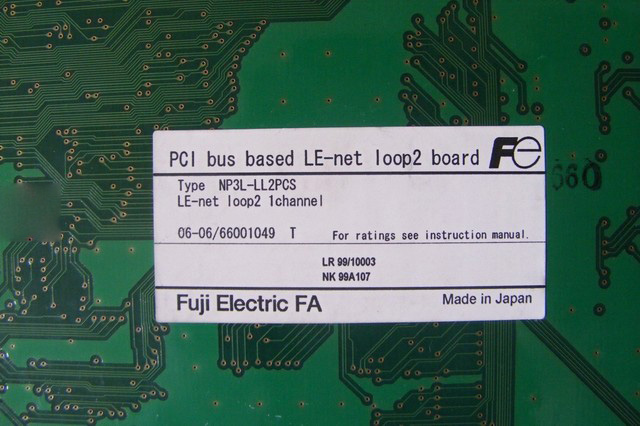 PCI bus based LE-net loop2 board Fe
Type NP3L-LL2PCS
LE-net loop2 1channel
06-06/66001049 T For ratings see instruction manual.
LR 99/10003
NK 99A107
Fuji Electric FA Made in Japan